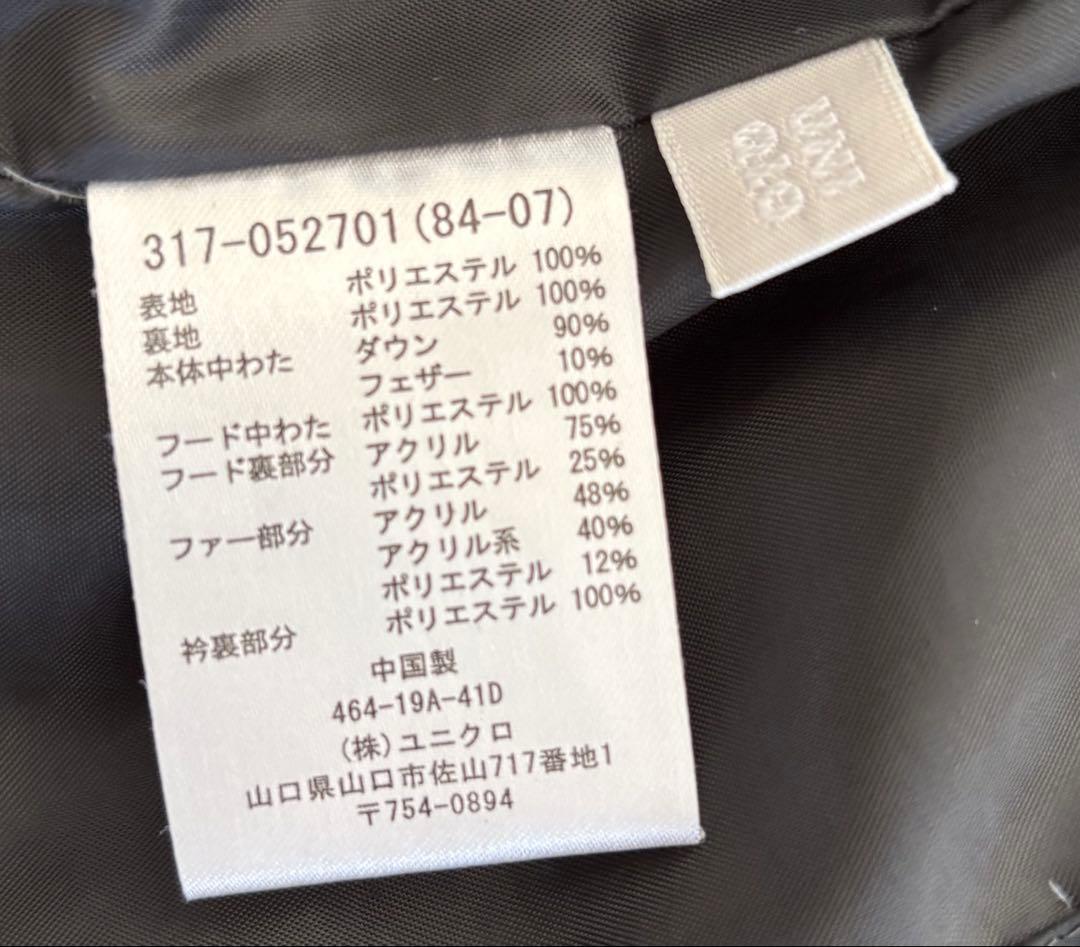 317-052701(84-07)
表地 ポリエステル 100%
裏地 ポリエステル 100%
本体中わた ダウン 90%
フェザー 10%
フード中わた ポリエステル 100%
フード裏部分 アクリル 75%
ポリエステル 25%
ファー部分 アクリル 48%
アクリル系 40%
ポリエステル 12%
衿裏部分 ポリエステル 100%
中国製
464-19A-41D
(株)ユニクロ
山口県山口市佐山717番地1
〒754-0894
UNI
QLO